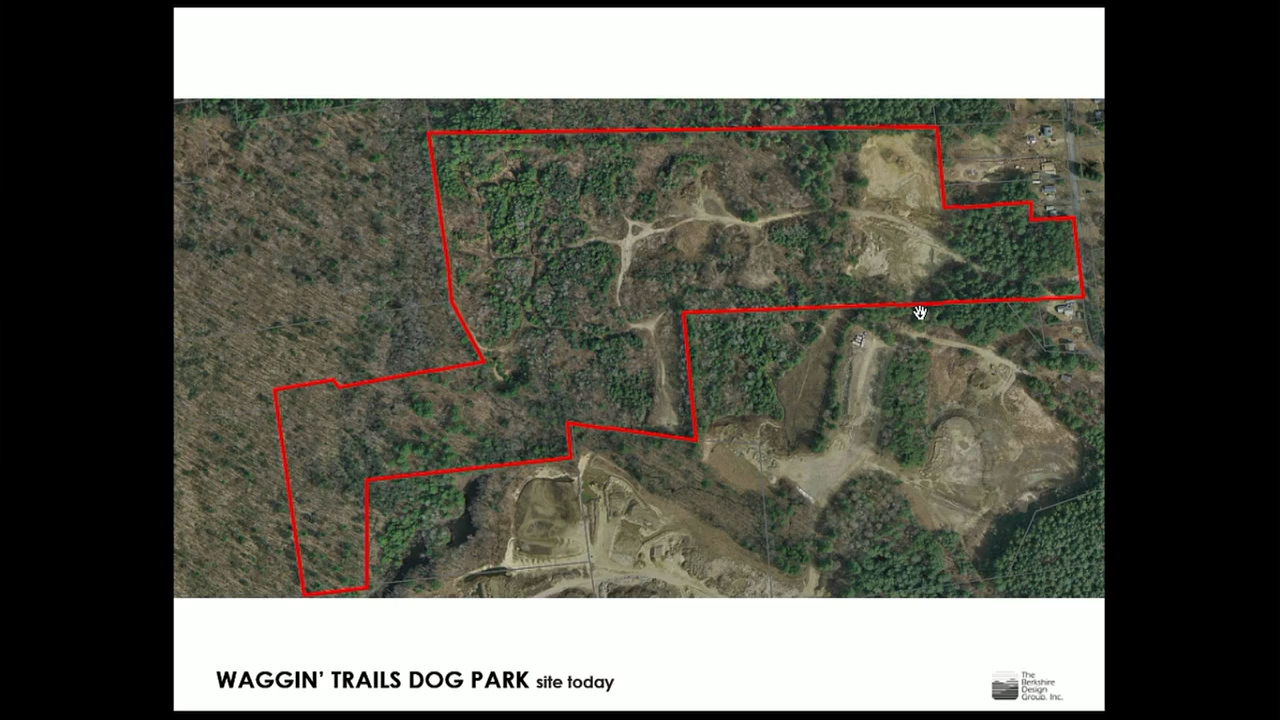 WAGGIN' TRAILS DOG PARK site today
The
Berkshire
Design
Group, Inc.